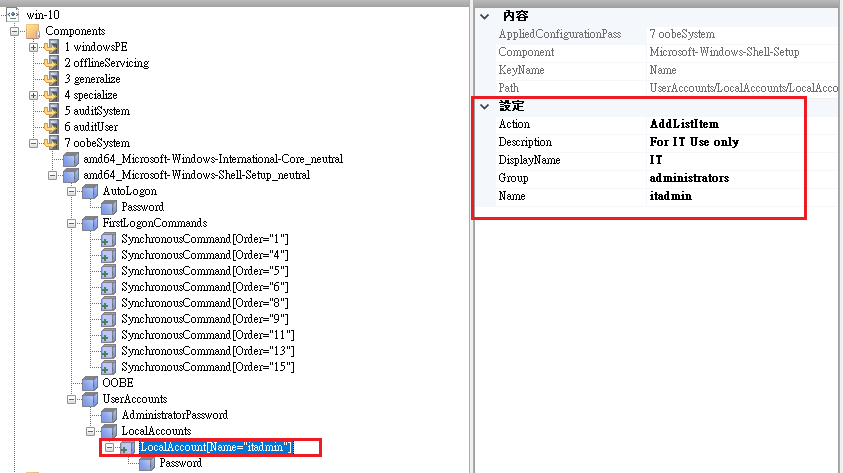 win-10
Components
1 windowsPE
2 offlineServicing
3 generalize
4 specialize
5 auditSystem
6 auditUser
7 oobeSystem
amd64_Microsoft-Windows-International-Core_neutral
amd64_Microsoft-Windows-Shell-Setup_neutral
AutoLogon
Password
FirstLogonCommands
SynchronousCommand[Order="1"]
SynchronousCommand[Order="4"]
SynchronousCommand[Order="5"]
SynchronousCommand[Order="6"]
SynchronousCommand[Order="8"]
SynchronousCommand[Order="9"]
SynchronousCommand[Order="11"]
SynchronousCommand[Order="13"]
SynchronousCommand[Order="15"]
OOBE
UserAccounts
AdministratorPassword
LocalAccounts
LocalAccount[Name="itadmin"]
Password
內容
AppliedConfigurationPass 7 oobeSystem
Component Microsoft-Windows-Shell-Setup
KeyName Name
Path UserAccounts/LocalAccounts/LocalAcco
設定
Action AddListItem
Description For IT Use only
DisplayName IT
Group administrators
Name itadmin